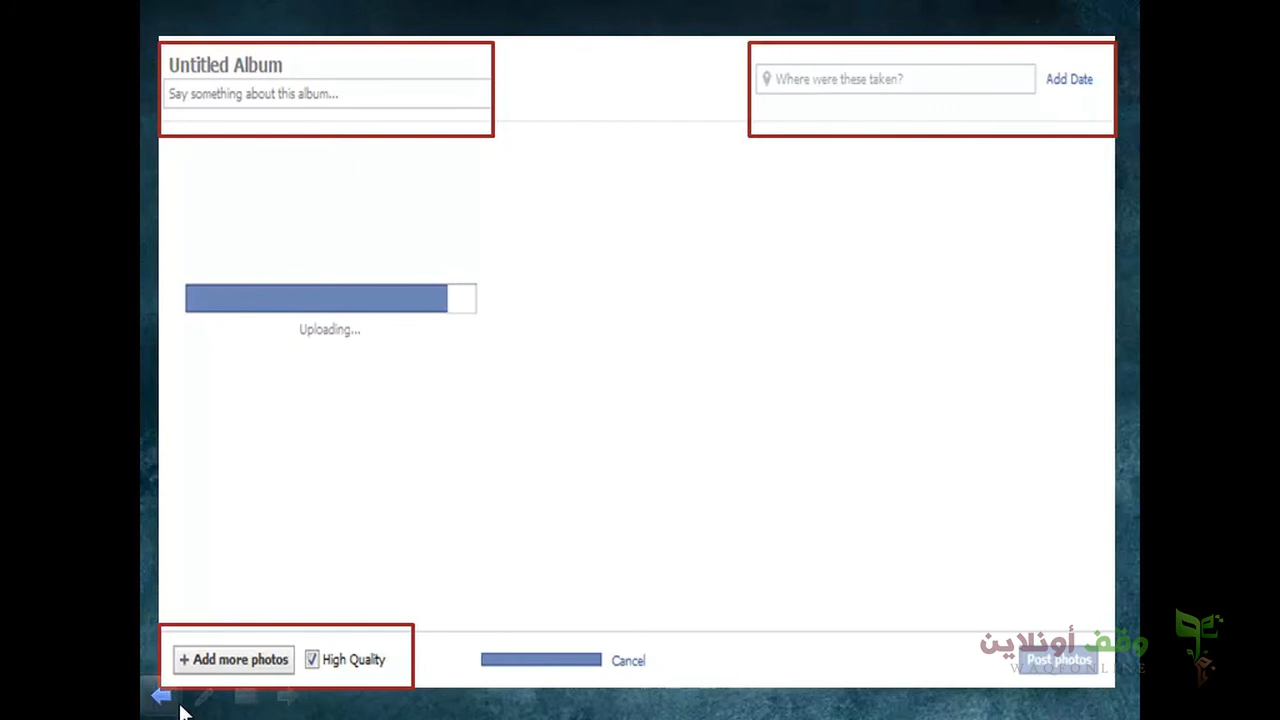 Untitled Album
Say something about this album...
Where were these taken?
Add Date
Uploading...
+ Add more photos
High Quality
Cancel
Post photos
وقف أونلاين
WAQFONLINE